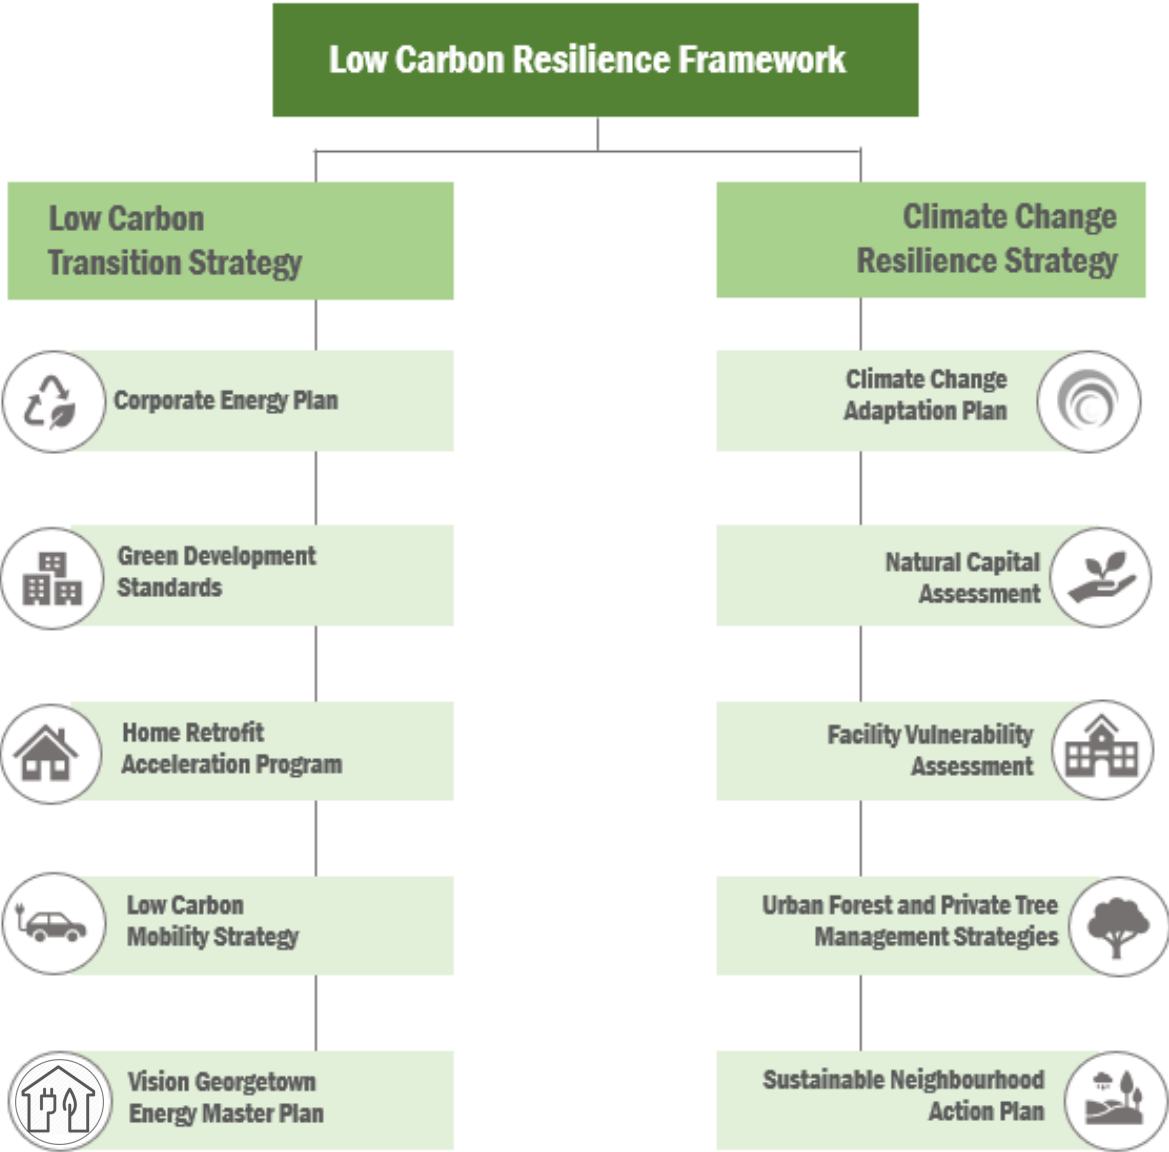 Low Carbon Resilience Framework
Low Carbon
Transition Strategy
Corporate Energy Plan
Green Development
Standards
Home Retrofit
Acceleration Program
Low Carbon
Mobility Strategy
Vision Georgetown
Energy Master Plan
Climate Change
Resilience Strategy
Climate Change
Adaptation Plan
Natural Capital
Assessment
Facility Vulnerability
Assessment
Urban Forest and Private Tree
Management Strategies
Sustainable Neighbourhood
Action Plan